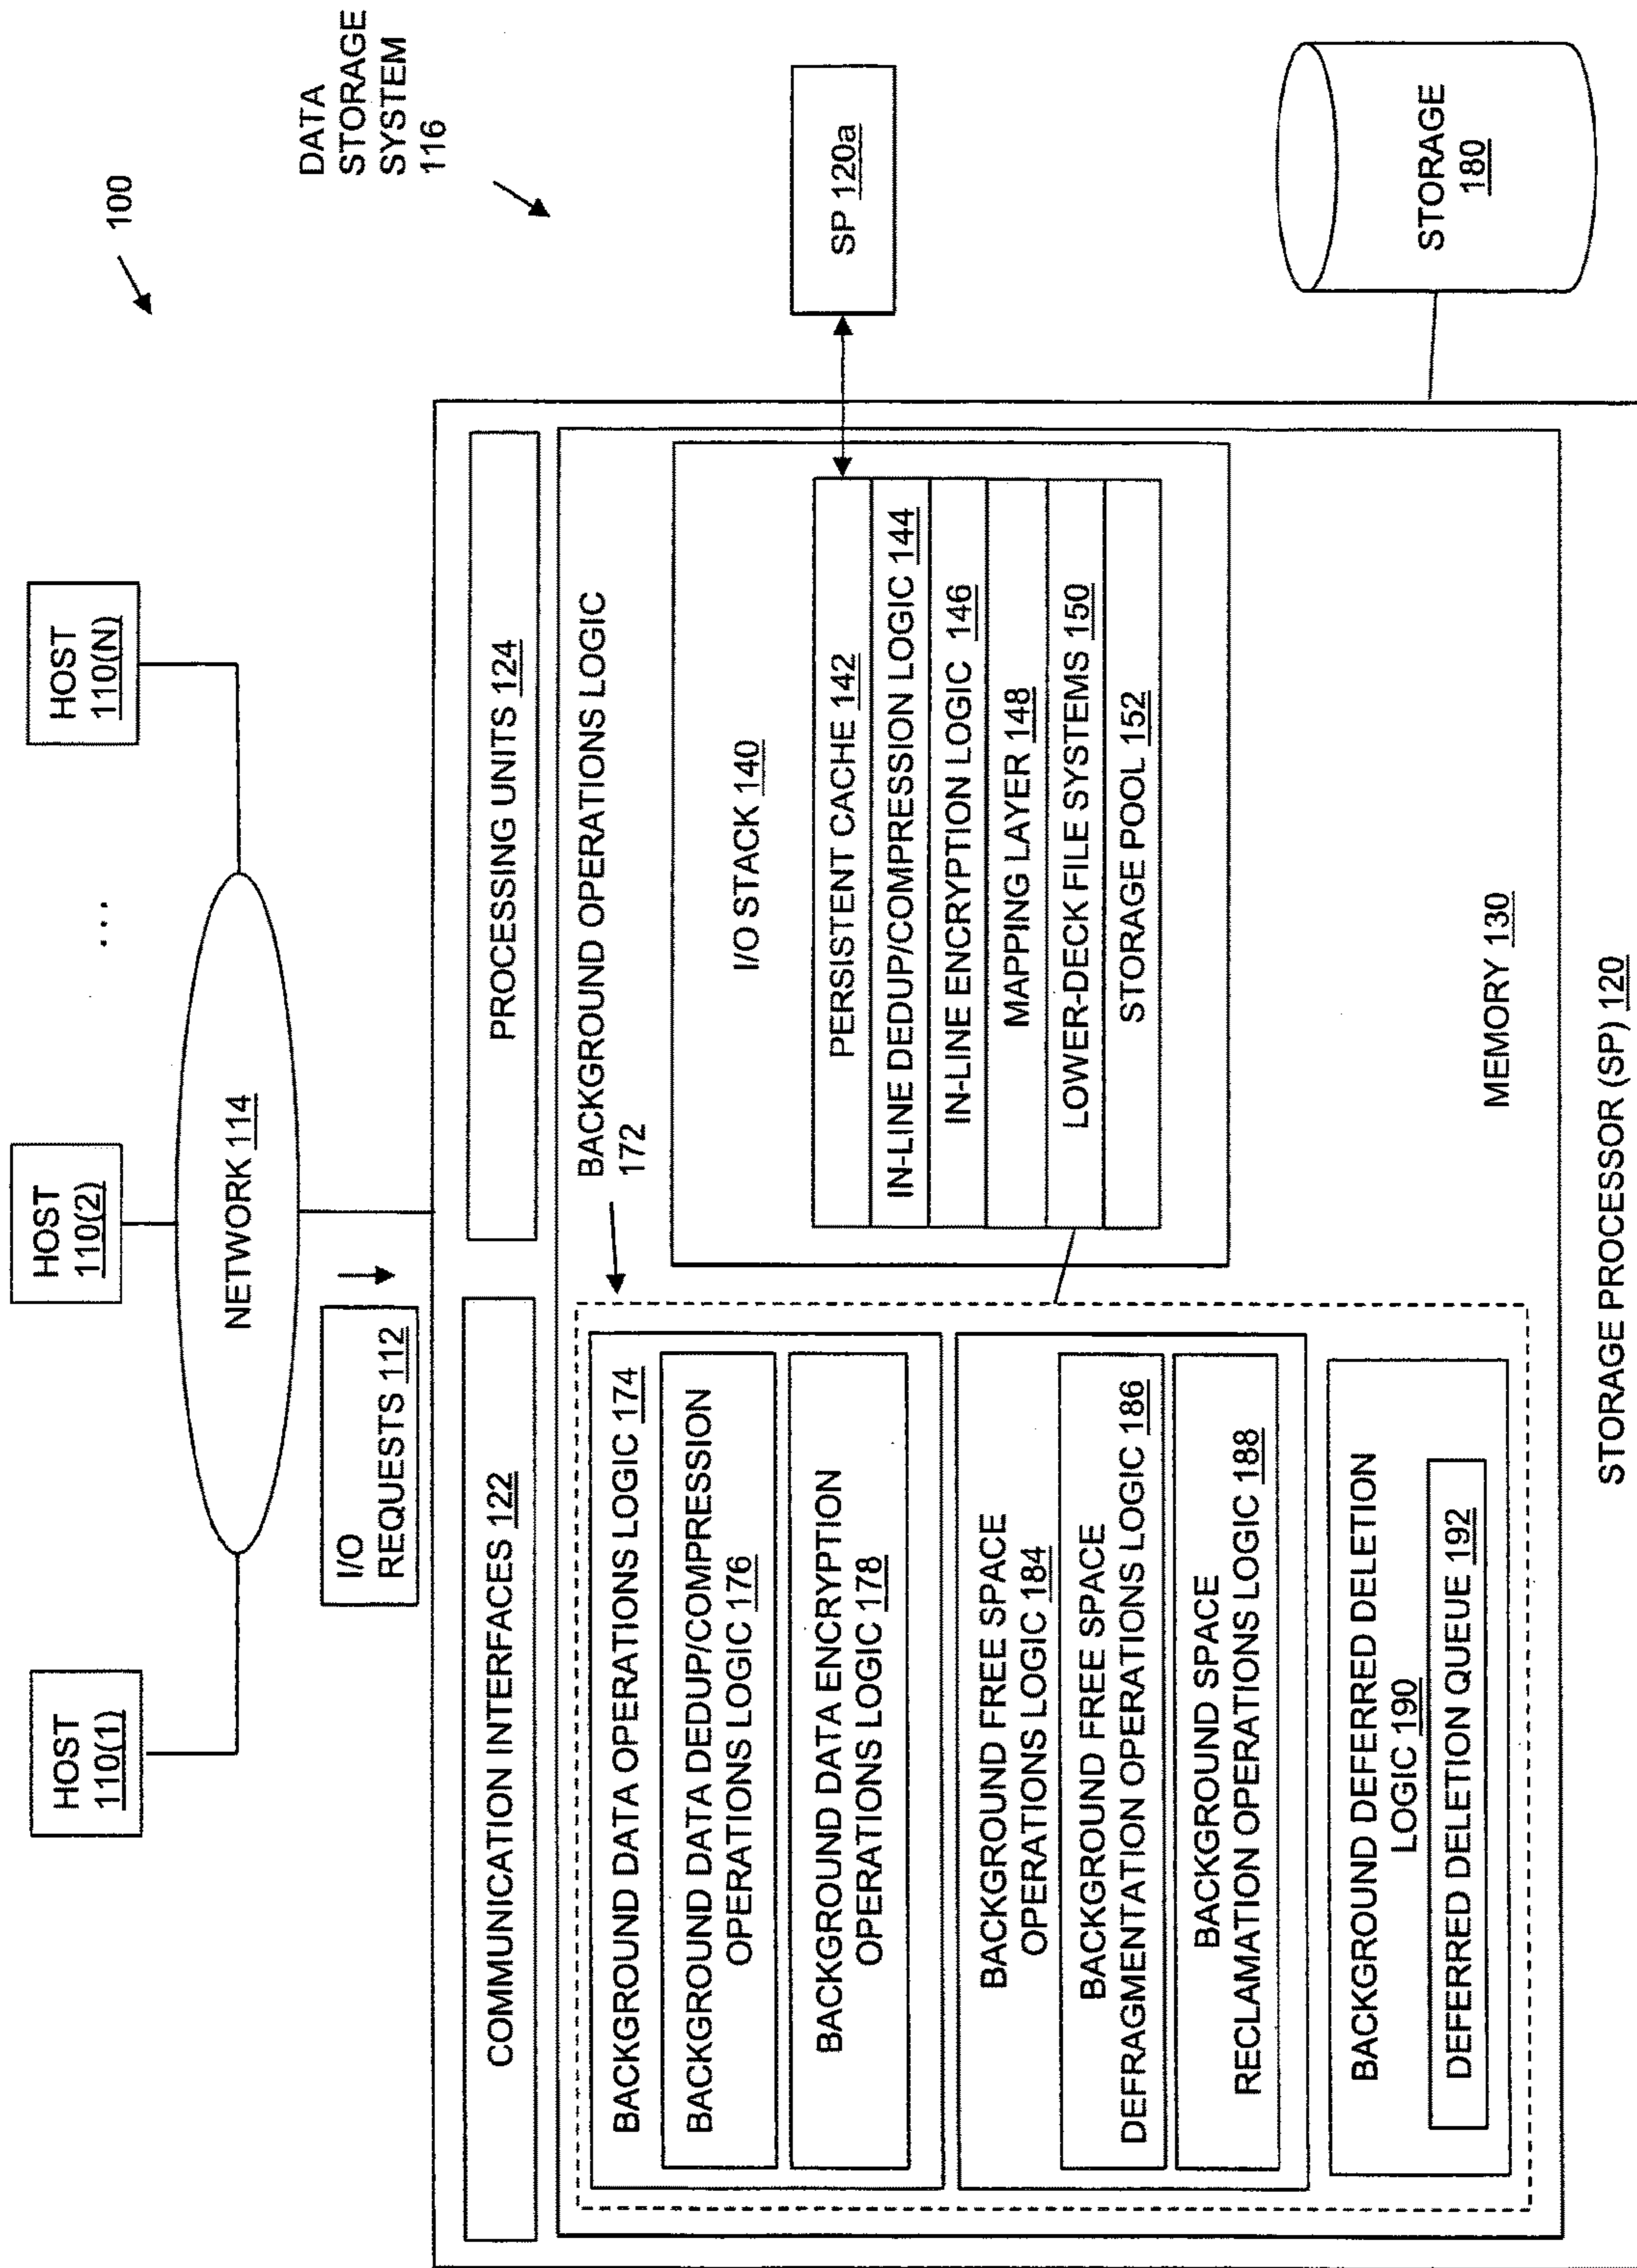 100
DATA
STORAGE
SYSTEM
116
HOST
110(1)
HOST
110(2)
...
HOST
110(N)
NETWORK 114
I/O
REQUESTS 112
COMMUNICATION INTERFACES 122
PROCESSING UNITS 124
SP 120a
STORAGE
180
BACKGROUND OPERATIONS LOGIC
172
BACKGROUND DATA OPERATIONS LOGIC 174
BACKGROUND DATA DEDUP/COMPRESSION
OPERATIONS LOGIC 176
BACKGROUND DATA ENCRYPTION
OPERATIONS LOGIC 178
BACKGROUND FREE SPACE
OPERATIONS LOGIC 184
BACKGROUND FREE SPACE
DEFRAGMENTATION OPERATIONS LOGIC 186
BACKGROUND SPACE
RECLAMATION OPERATIONS LOGIC 188
BACKGROUND DEFERRED DELETION
LOGIC 190
DEFERRED DELETION QUEUE 192
I/O STACK 140
PERSISTENT CACHE 142
IN-LINE DEDUP/COMPRESSION LOGIC 144
IN-LINE ENCRYPTION LOGIC 146
MAPPING LAYER 148
LOWER-DECK FILE SYSTEMS 150
STORAGE POOL 152
MEMORY 130
STORAGE PROCESSOR (SP) 120